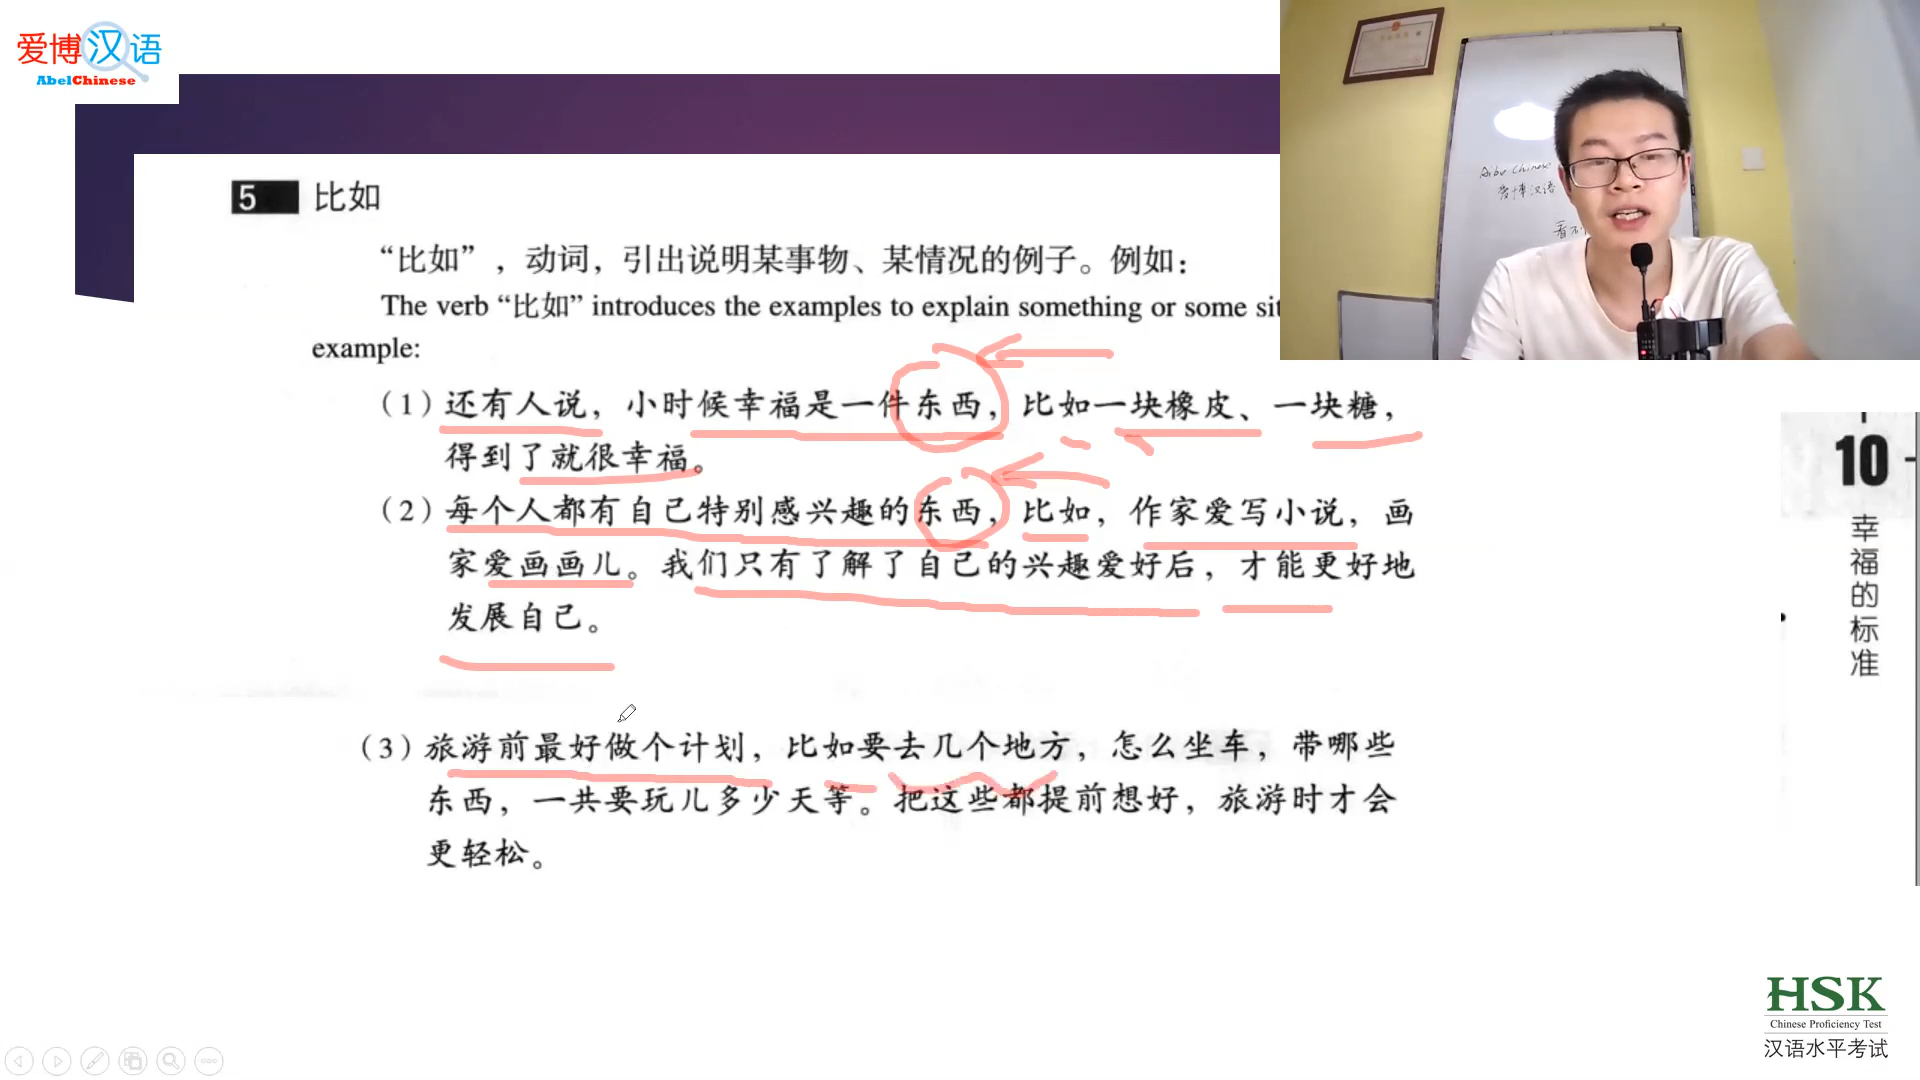 爱博汉语
AbelChinese
5 比如
“比如”，动词，引出说明某事物、某情况的例子。例如：
The verb “比如” introduces the examples to explain something or some sit
example:
（1）还有人说，小时候幸福是一件东西，比如一块橡皮、一块糖，
得到了就很幸福。
（2）每个人都有自己特别感兴趣的东西，比如，作家爱写小说，画
家爱画画儿。我们只有了解了自己的兴趣爱好后，才能更好地
发展自己。
（3）旅游前最好做个计划，比如要去几个地方，怎么坐车，带哪些
东西，一共要玩儿多少天等。把这些都提前想好，旅游时才会
更轻松。
Aibo Chinese
爱博汉语
10
幸福的标准
HSK
Chinese Proficiency Test
汉语水平考试